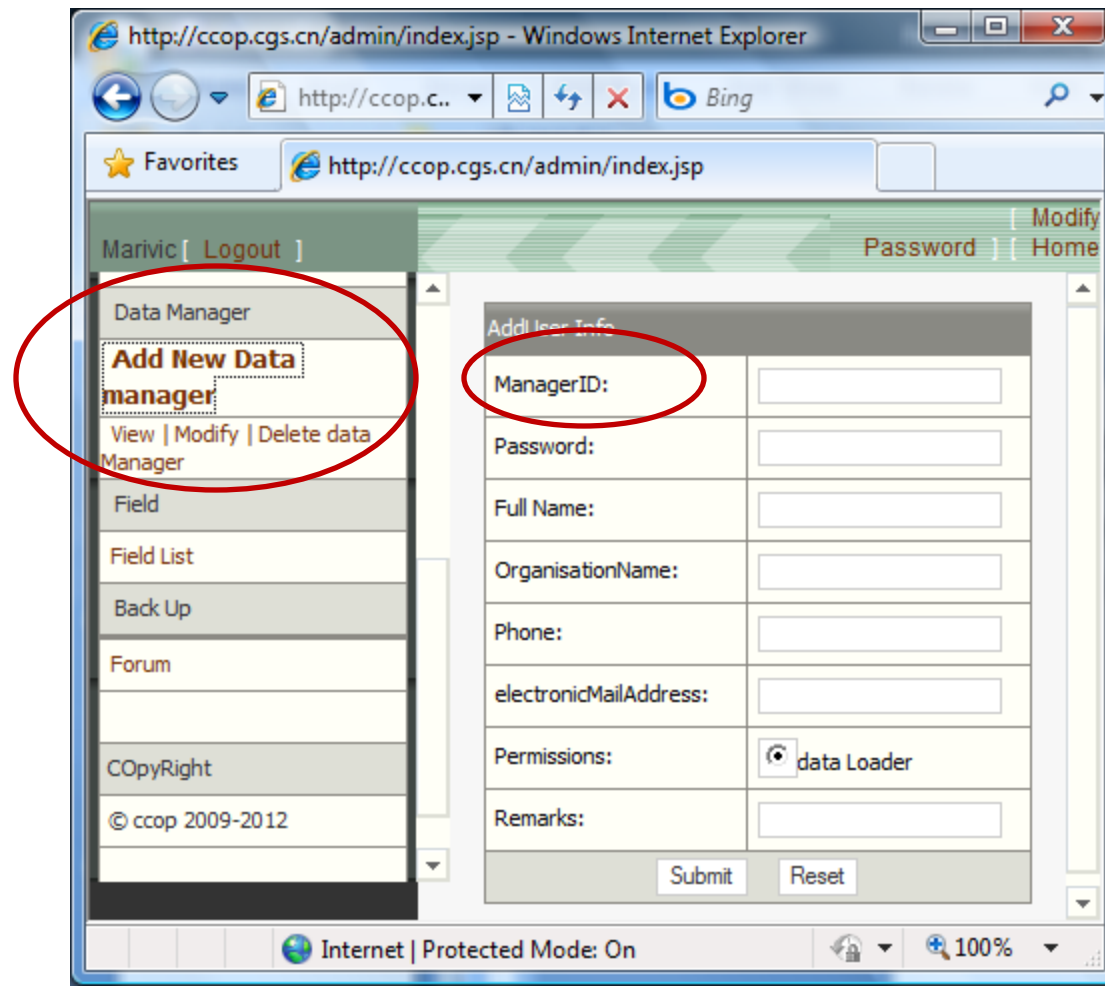 http://ccop.cgs.cn/admin/index.jsp - Windows Internet Explorer
http://ccop.c..
Bing
Favorites
http://ccop.cgs.cn/admin/index.jsp
[ Modify
Marivic [ Logout ]
Password ] [ Home
Data Manager
Add New Data
manager
View | Modify | Delete data
Manager
Field
Field List
Back Up
Forum
COpyRight
© ccop 2009-2012
AddUser Info
ManagerID:
Password:
Full Name:
OrganisationName:
Phone:
electronicMailAddress:
Permissions:
data Loader
Remarks:
Submit
Reset
Internet | Protected Mode: On
100%